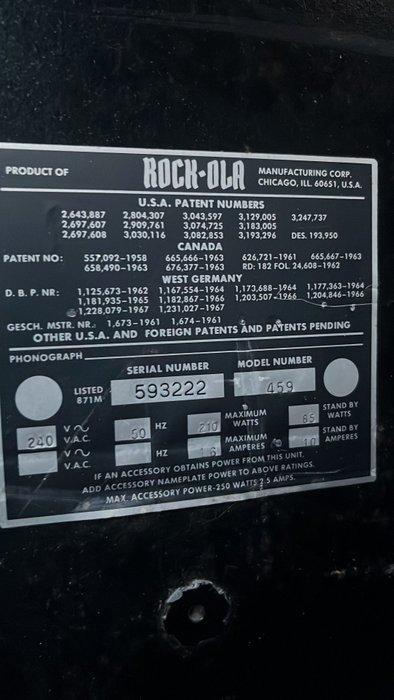 PRODUCT OF ROCK-OLA MANUFACTURING CORP. CHICAGO, ILL. 60651, U.S.A.
U.S.A. PATENT NUMBERS
2,643,887 2,804,307 3,043,597 3,129,005 3,247,737
2,697,607 2,909,761 3,074,725 3,183,005
2,697,608 3,030,116 3,082,853 3,193,296 DES. 193,950
CANADA
PATENT NO: 557,092-1958 665,666-1963 626,721-1961 665,667-1963
658,490-1963 676,377-1963 RD: 182 FOL. 24,608-1962
WEST GERMANY
D. B. P. NR: 1,125,673-1962 1,167,554-1964 1,173,688-1964 1,177,363-1964
1,181,935-1965 1,182,867-1966 1,203,507-1966 1,204,846-1966
1,228,079-1967 1,231,027-1967
GESCH. MSTR. NR.: 1,673-1961 1,674-1961
OTHER U.S.A. AND FOREIGN PATENTS AND PATENTS PENDING
PHONOGRAPH
SERIAL NUMBER MODEL NUMBER
LISTED 871M 593222 459
240 V∿ V.A.C. 50 HZ 210 MAXIMUM WATTS 85 STAND BY WATTS
V∿ V.A.C. HZ 1.6 MAXIMUM AMPERES STAND BY AMPERES
IF AN ACCESSORY OBTAINS POWER FROM THIS UNIT,
ADD ACCESSORY NAMEPLATE POWER TO ABOVE RATINGS.
MAX. ACCESSORY POWER-250 WATTS 2.5 AMPS.